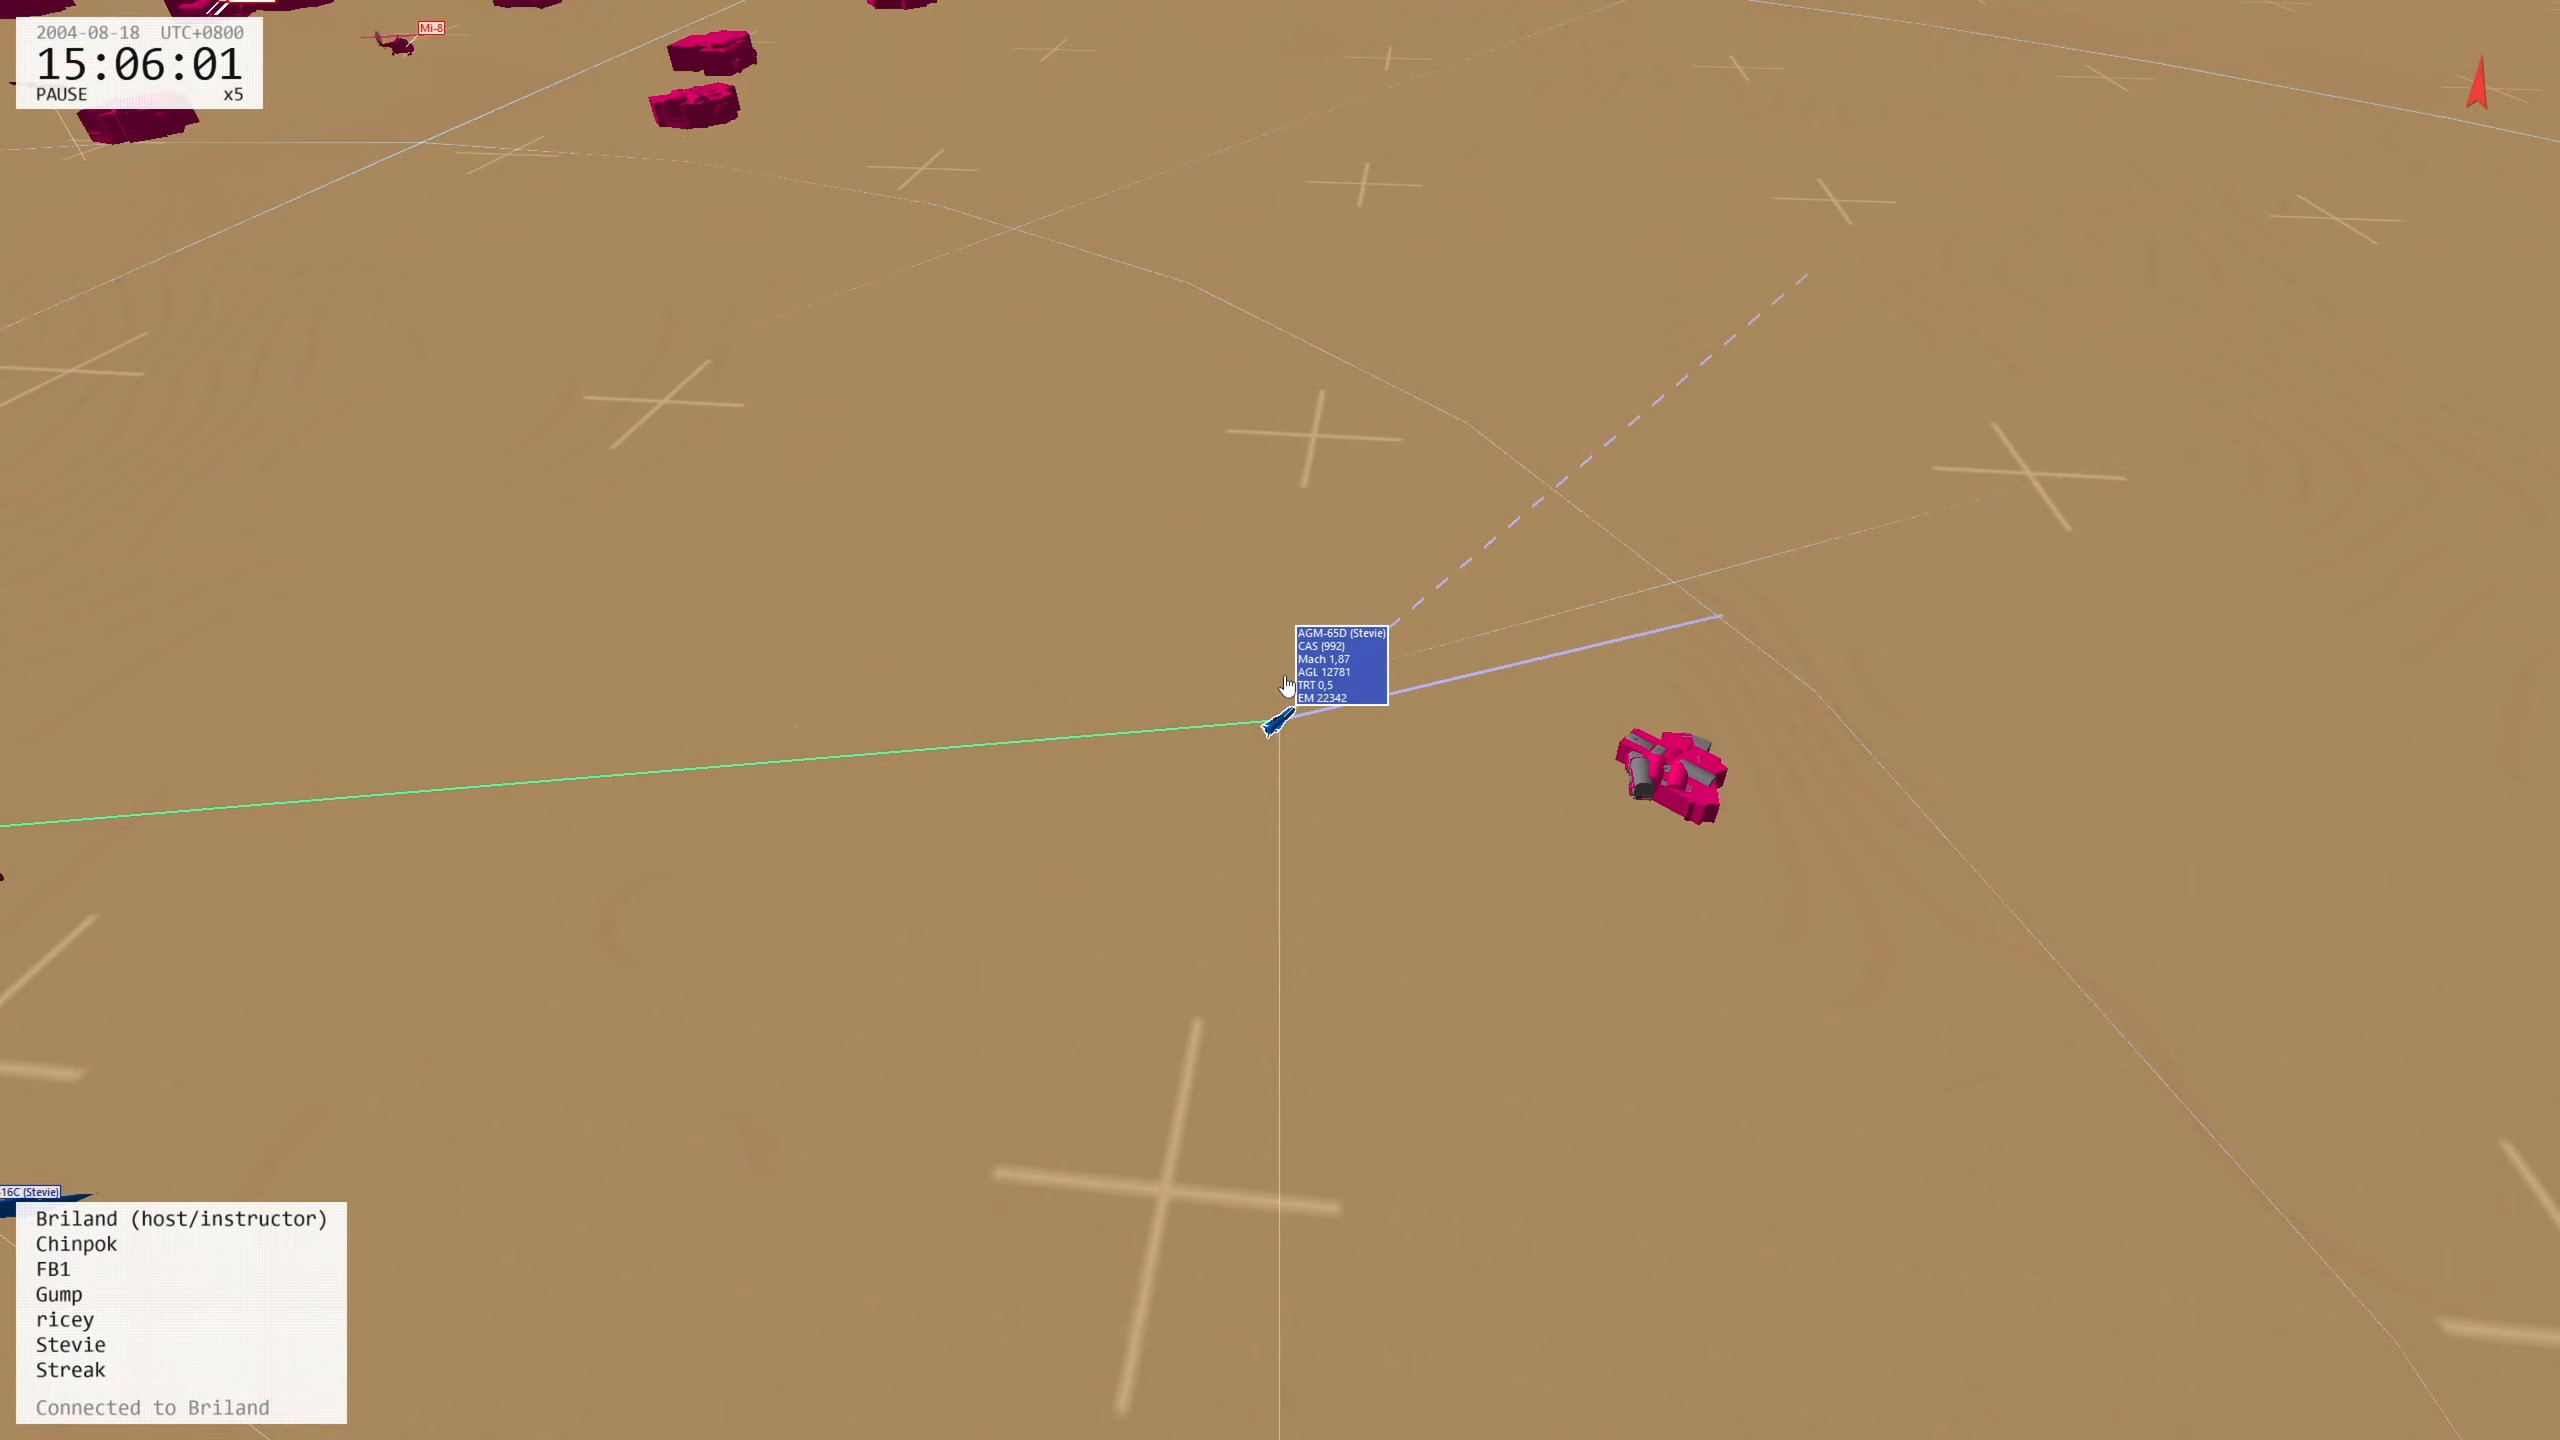 2004-08-18 UTC+0800
15:06:01
PAUSE x5
Mi-8
AGM-65D (Stevie)
CAS (992)
Mach 1,87
AGL 12781
TRT 0,5
EM 22342
-16C (Stevie)
Briland (host/instructor)
Chinpok
FB1
Gump
ricey
Stevie
Streak
Connected to Briland